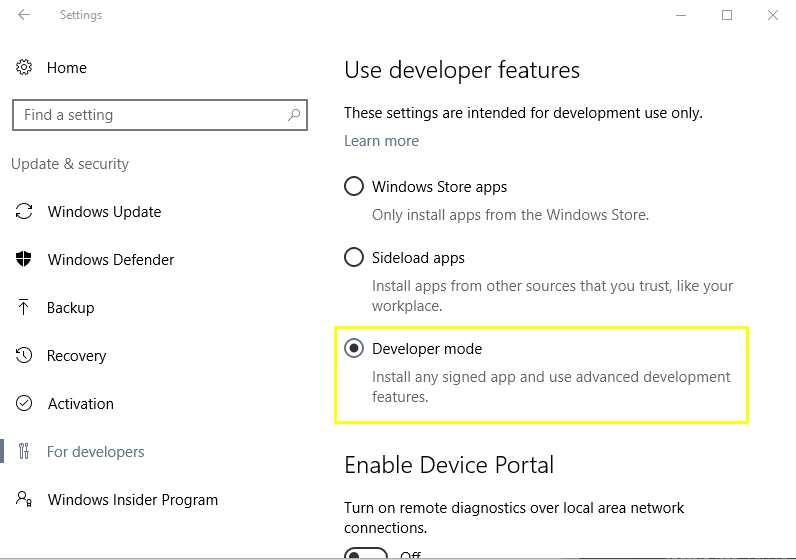 Settings
Home
Find a setting
Update & security
Windows Update
Windows Defender
Backup
Recovery
Activation
For developers
Windows Insider Program
Use developer features
These settings are intended for development use only.
Learn more
Windows Store apps
Only install apps from the Windows Store.
Sideload apps
Install apps from other sources that you trust, like your
workplace.
Developer mode
Install any signed app and use advanced development
features.
Enable Device Portal
Turn on remote diagnostics over local area network
connections.
Off